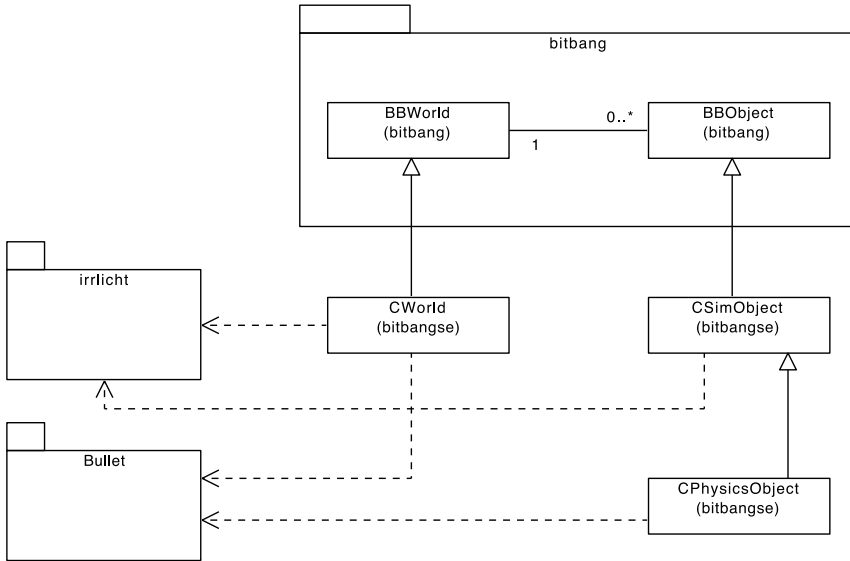 bitbang
BBWorld
(bitbang)
1
0..*
BBObject
(bitbang)
irrlicht
CWorld
(bitbangse)
CSimObject
(bitbangse)
Bullet
CPhysicsObject
(bitbangse)